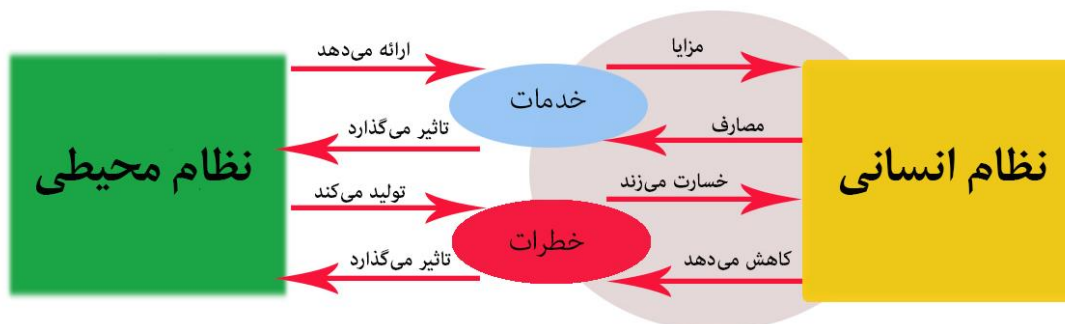 مزایا
ارائه می‌دهد
خدمات
مصارف
تاثیر می‌گذارد
نظام انسانی
نظام محیطی
خسارت می‌زند
تولید می‌کند
خطرات
کاهش می‌دهد
تاثیر می‌گذارد